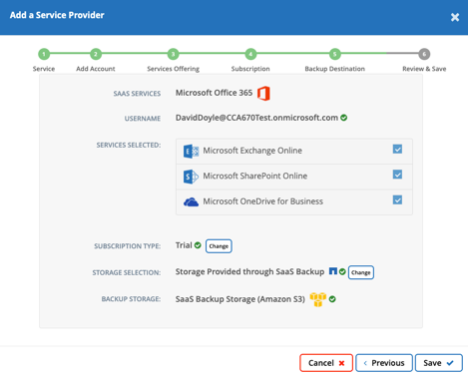 Add a Service Provider
1 2 3 4 5 6
Service Add Account Services Offering Subscription Backup Destination Review & Save
SAAS SERVICES Microsoft Office 365
USERNAME DavidDoyle@CCA670Test.onmicrosoft.com
SERVICES SELECTED: Microsoft Exchange Online
Microsoft SharePoint Online
Microsoft OneDrive for Business
SUBSCRIPTION TYPE: Trial Change
STORAGE SELECTION: Storage Provided through SaaS Backup Change
BACKUP STORAGE: SaaS Backup Storage (Amazon S3)
Cancel Previous Save